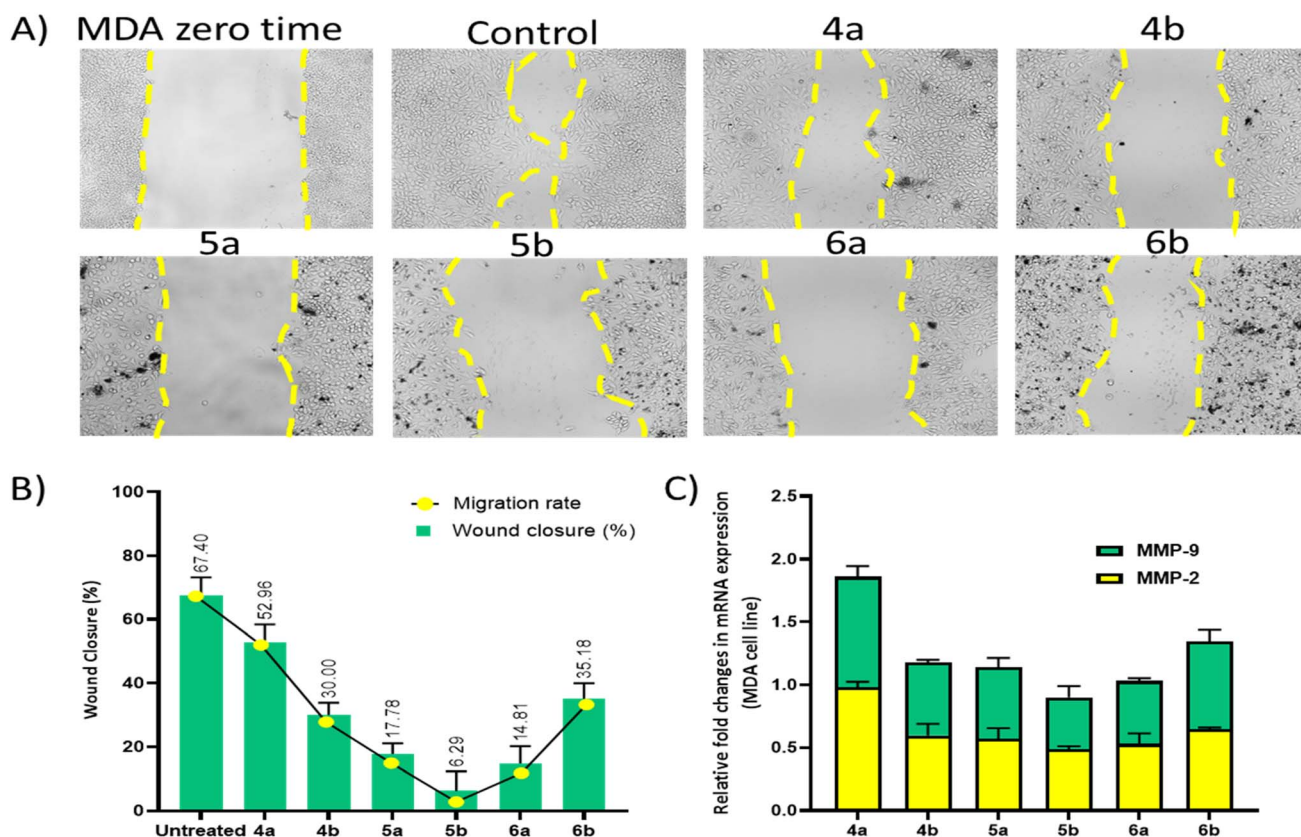 A)
MDA zero time
Control
4a
4b
5a
5b
6a
6b
B)
Wound Closure (%)
100
80
60
40
20
0
Migration rate
Wound closure (%)
67.40
52.96
30.00
17.78
6.29
14.81
35.18
Untreated 4a 4b 5a 5b 6a 6b
C)
Relative fold changes in mRNA expression
(MDA cell line)
2.5
2.0
1.5
1.0
0.5
0.0
MMP-9
MMP-2
4a 4b 5a 5b 6a 6b